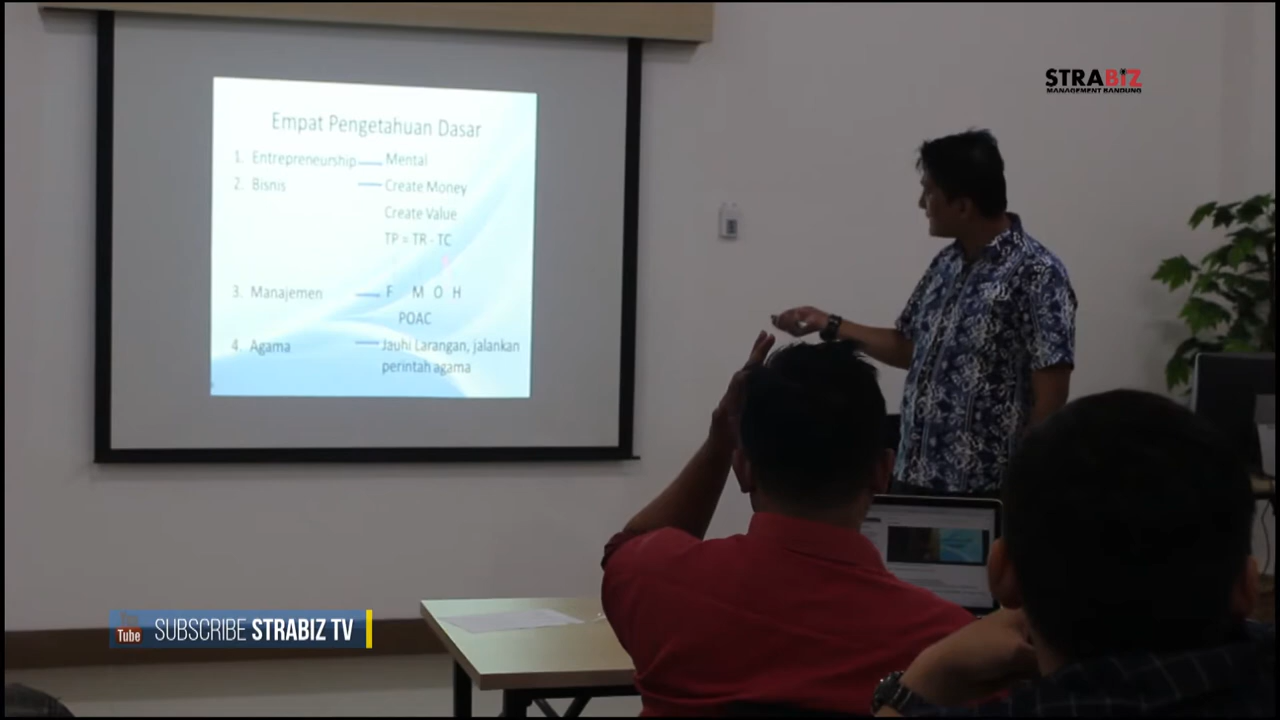 STRABIZ
MANAGEMENT BANDUNG
Empat Pengetahuan Dasar
1. Entrepreneurship — Mental
2. Bisnis — Create Money
Create Value
TP = TR - TC
3. Manajemen — F M O H
POAC
4. Agama — Jauhi Larangan, jalankan
perintah agama
You
Tube
SUBSCRIBE STRABIZ TV